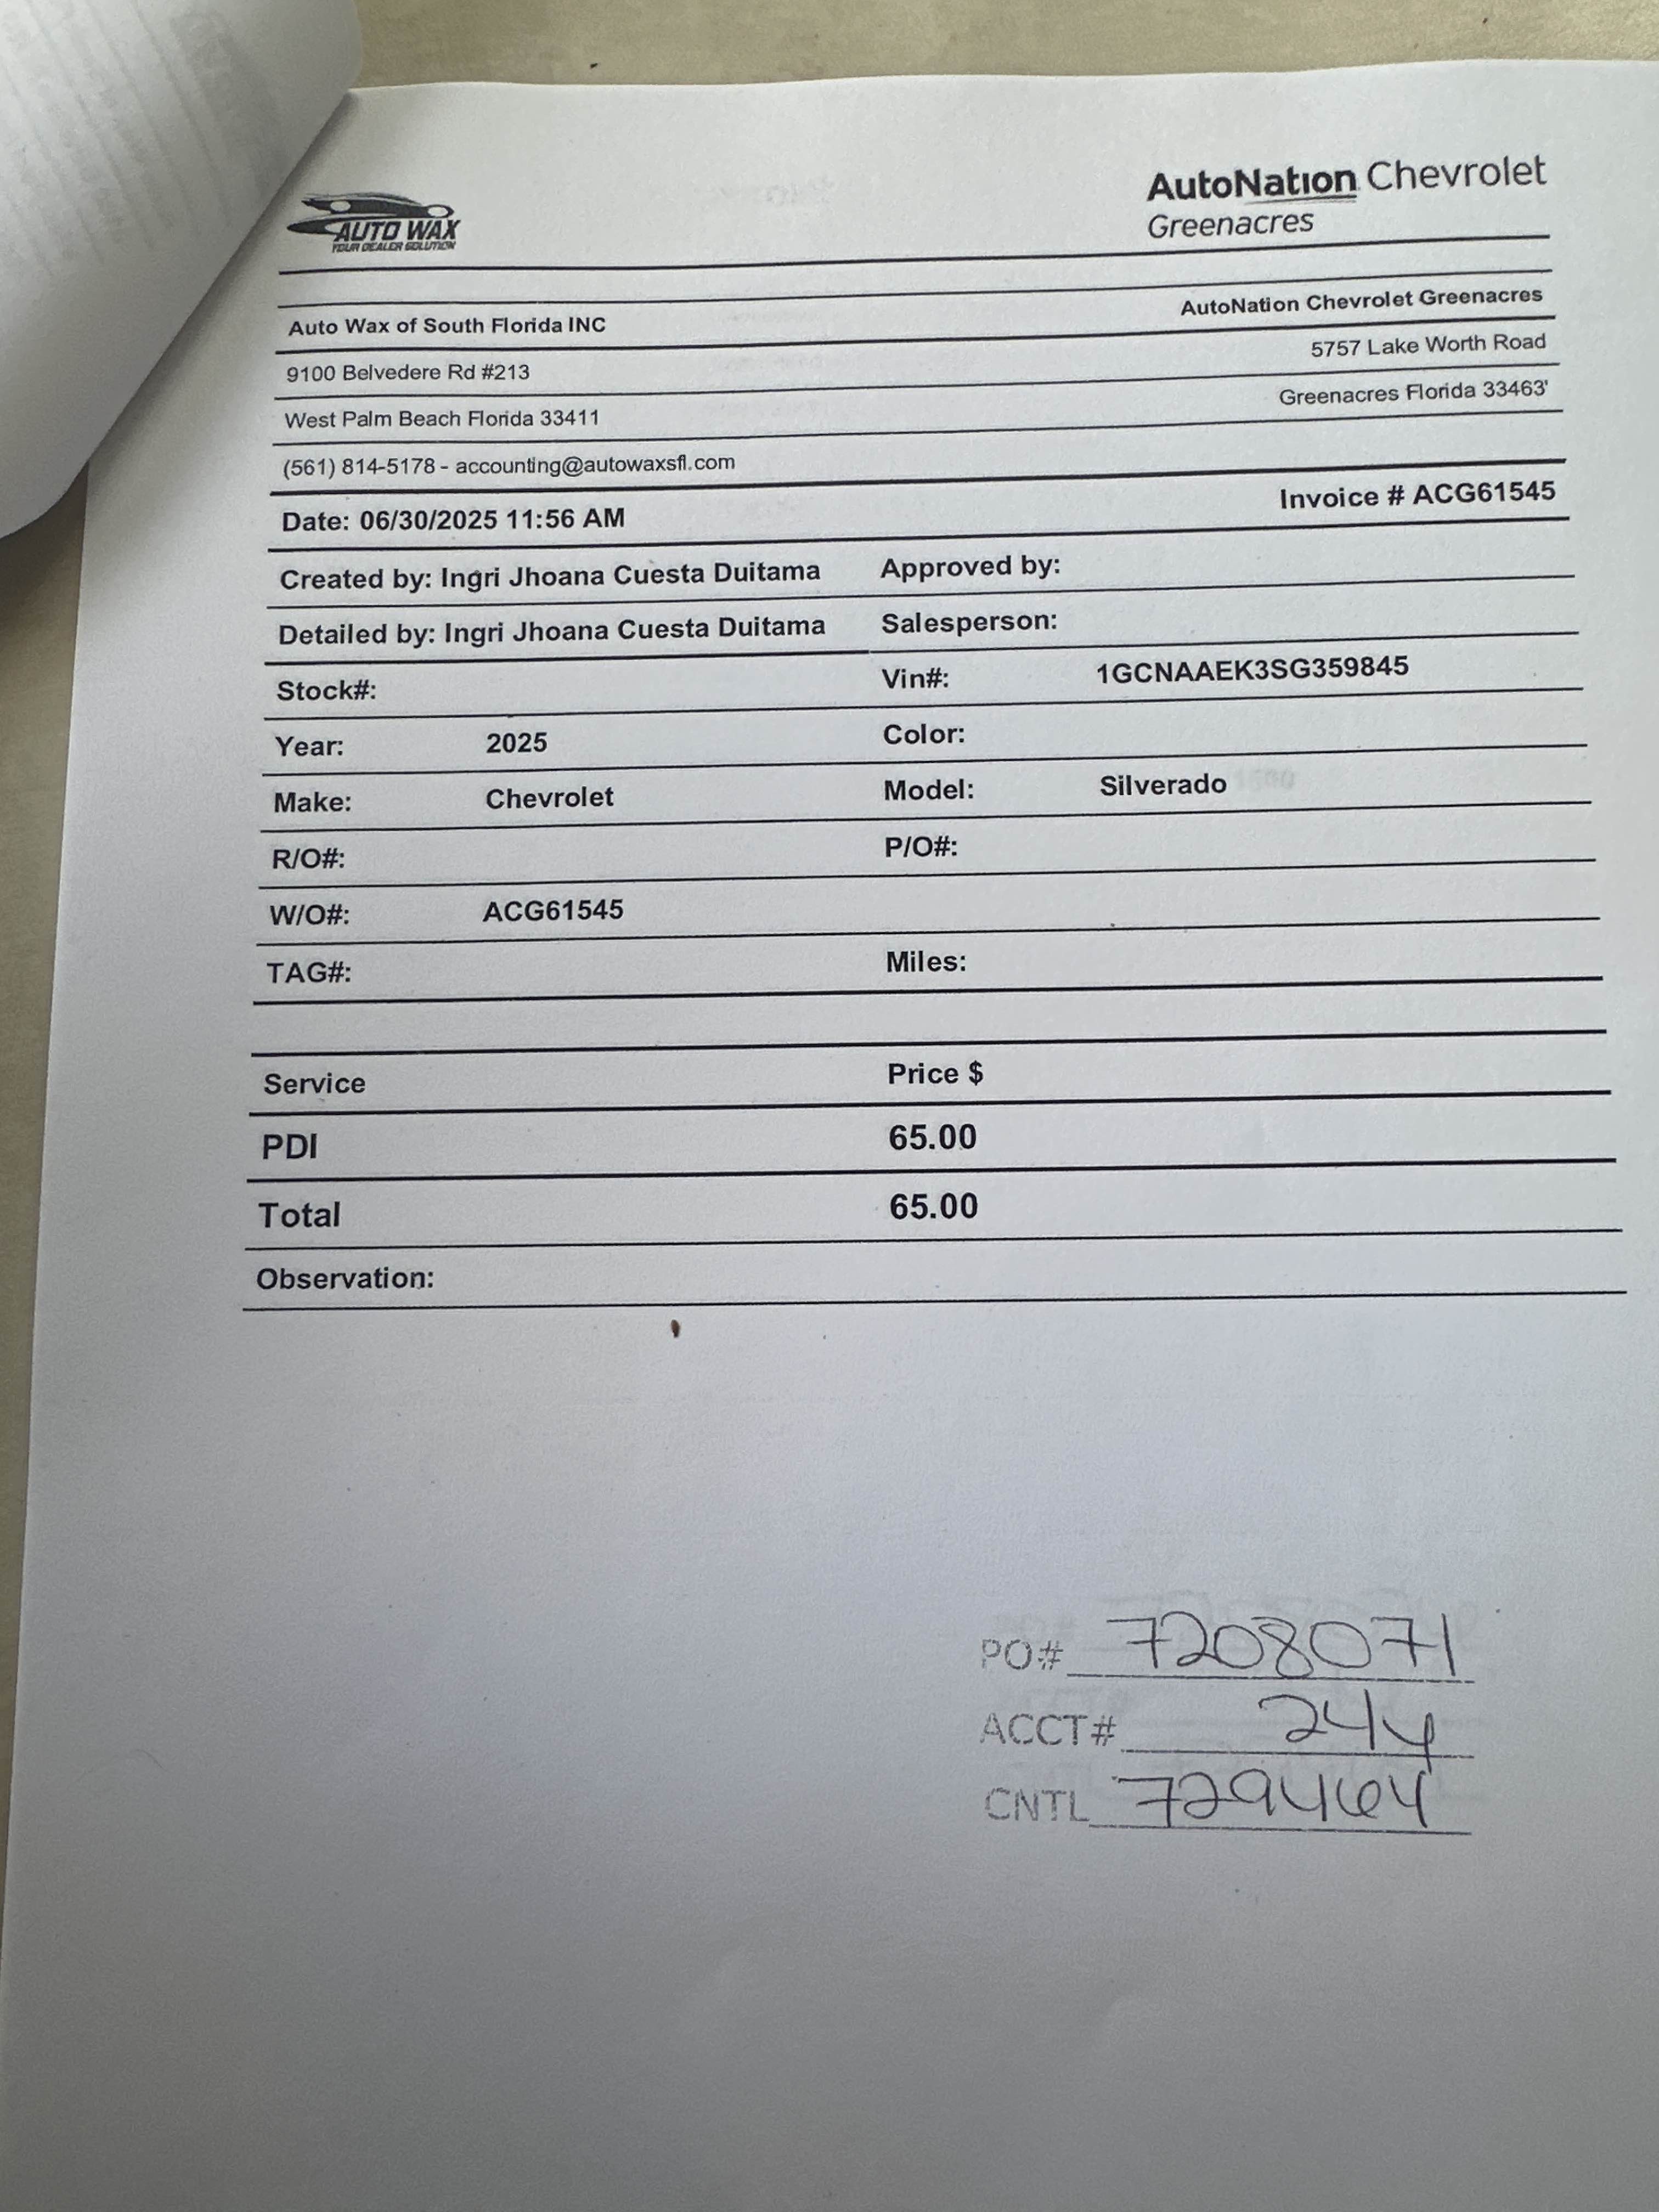 AUTO WAX
YOUR DEALER SOLUTION
AutoNation Chevrolet
Greenacres
Auto Wax of South Florida INC
AutoNation Chevrolet Greenacres
9100 Belvedere Rd #213
5757 Lake Worth Road
West Palm Beach Florida 33411
Greenacres Florida 33463'
(561) 814-5178 - accounting@autowaxsfl.com
Date: 06/30/2025 11:56 AM
Invoice # ACG61545
Created by: Ingri Jhoana Cuesta Duitama Approved by:
Detailed by: Ingri Jhoana Cuesta Duitama Salesperson:
Stock#: Vin#: 1GCNAAEK3SG359845
Year: 2025 Color:
Make: Chevrolet Model: Silverado
R/O#: P/O#:
W/O#: ACG61545
TAG#: Miles:
Service Price $
PDI 65.00
Total 65.00
Observation:
PO# 7208071
ACCT# 244
CNTL 729464